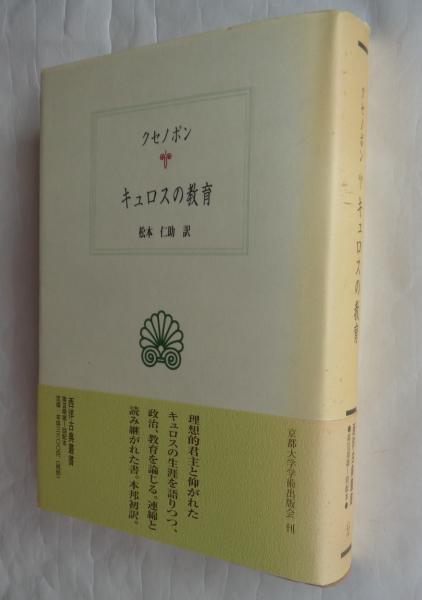 クセノポン
キュロスの教育
松本 仁助 訳
理想的君主と仰がれた
キュロスの生涯を語りつつ、
政治、教育を論じる。連綿と
読み継がれた書。本邦初訳。
京都大学学術出版会 刊
西洋古典叢書
クセノポン
キュロスの教育